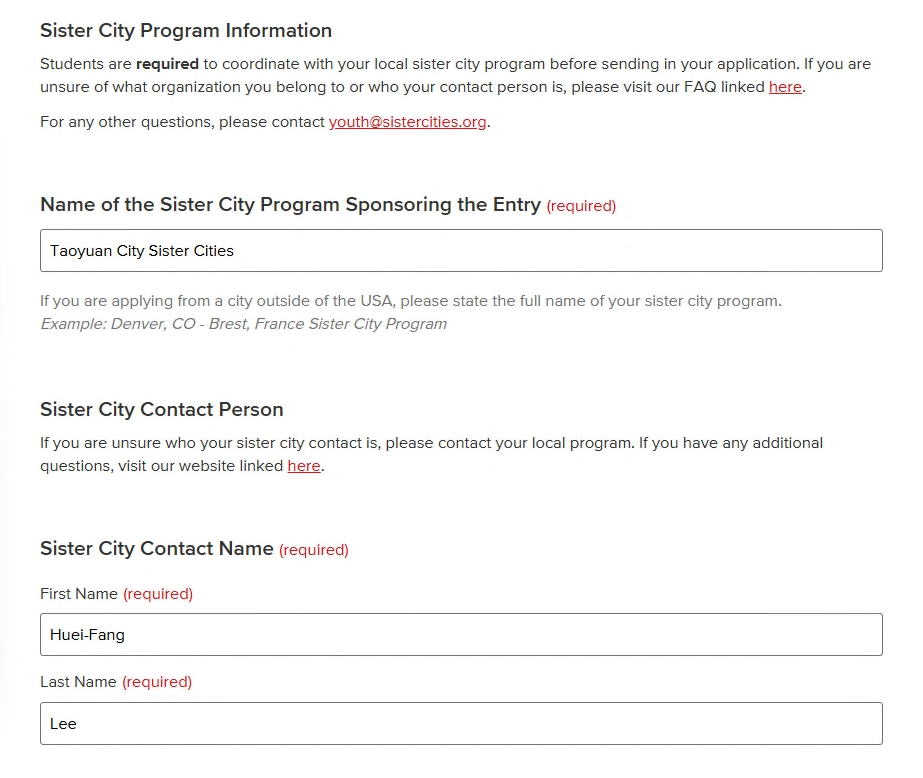 Sister City Program Information
Students are required to coordinate with your local sister city program before sending in your application. If you are
unsure of what organization you belong to or who your contact person is, please visit our FAQ linked here.
For any other questions, please contact youth@sistercities.org.
Name of the Sister City Program Sponsoring the Entry (required)
Taoyuan City Sister Cities
If you are applying from a city outside of the USA, please state the full name of your sister city program.
Example: Denver, CO - Brest, France Sister City Program
Sister City Contact Person
If you are unsure who your sister city contact is, please contact your local program. If you have any additional
questions, visit our website linked here.
Sister City Contact Name (required)
First Name (required)
Huei-Fang
Last Name (required)
Lee